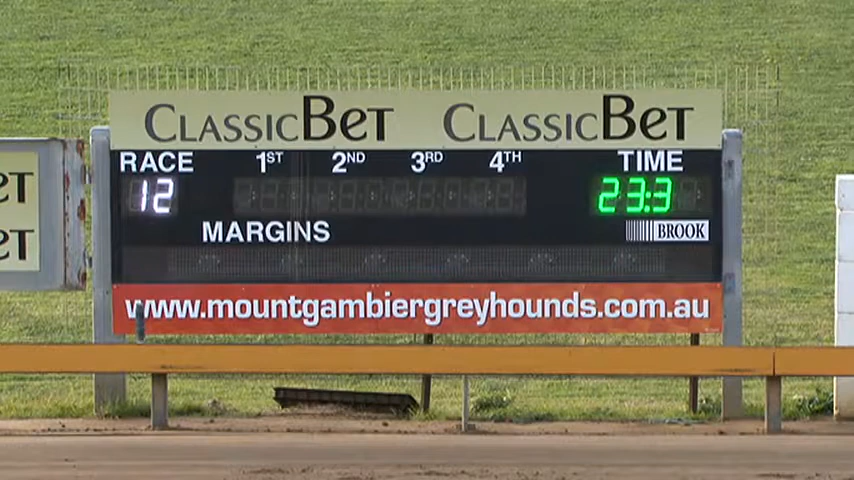 CLASSICBET CLASSICBET
RACE 1ST 2ND 3RD 4TH TIME
12 23:3
MARGINS BROOK
www.mountgambiergreyhounds.com.au